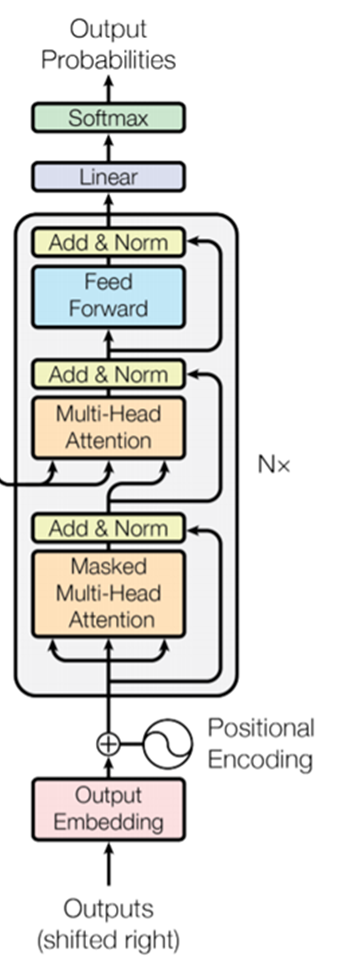 Output
Probabilities
Softmax
Linear
Add & Norm
Feed
Forward
Add & Norm
Multi-Head
Attention
N×
Add & Norm
Masked
Multi-Head
Attention
Positional
Encoding
Output
Embedding
Outputs
(shifted right)